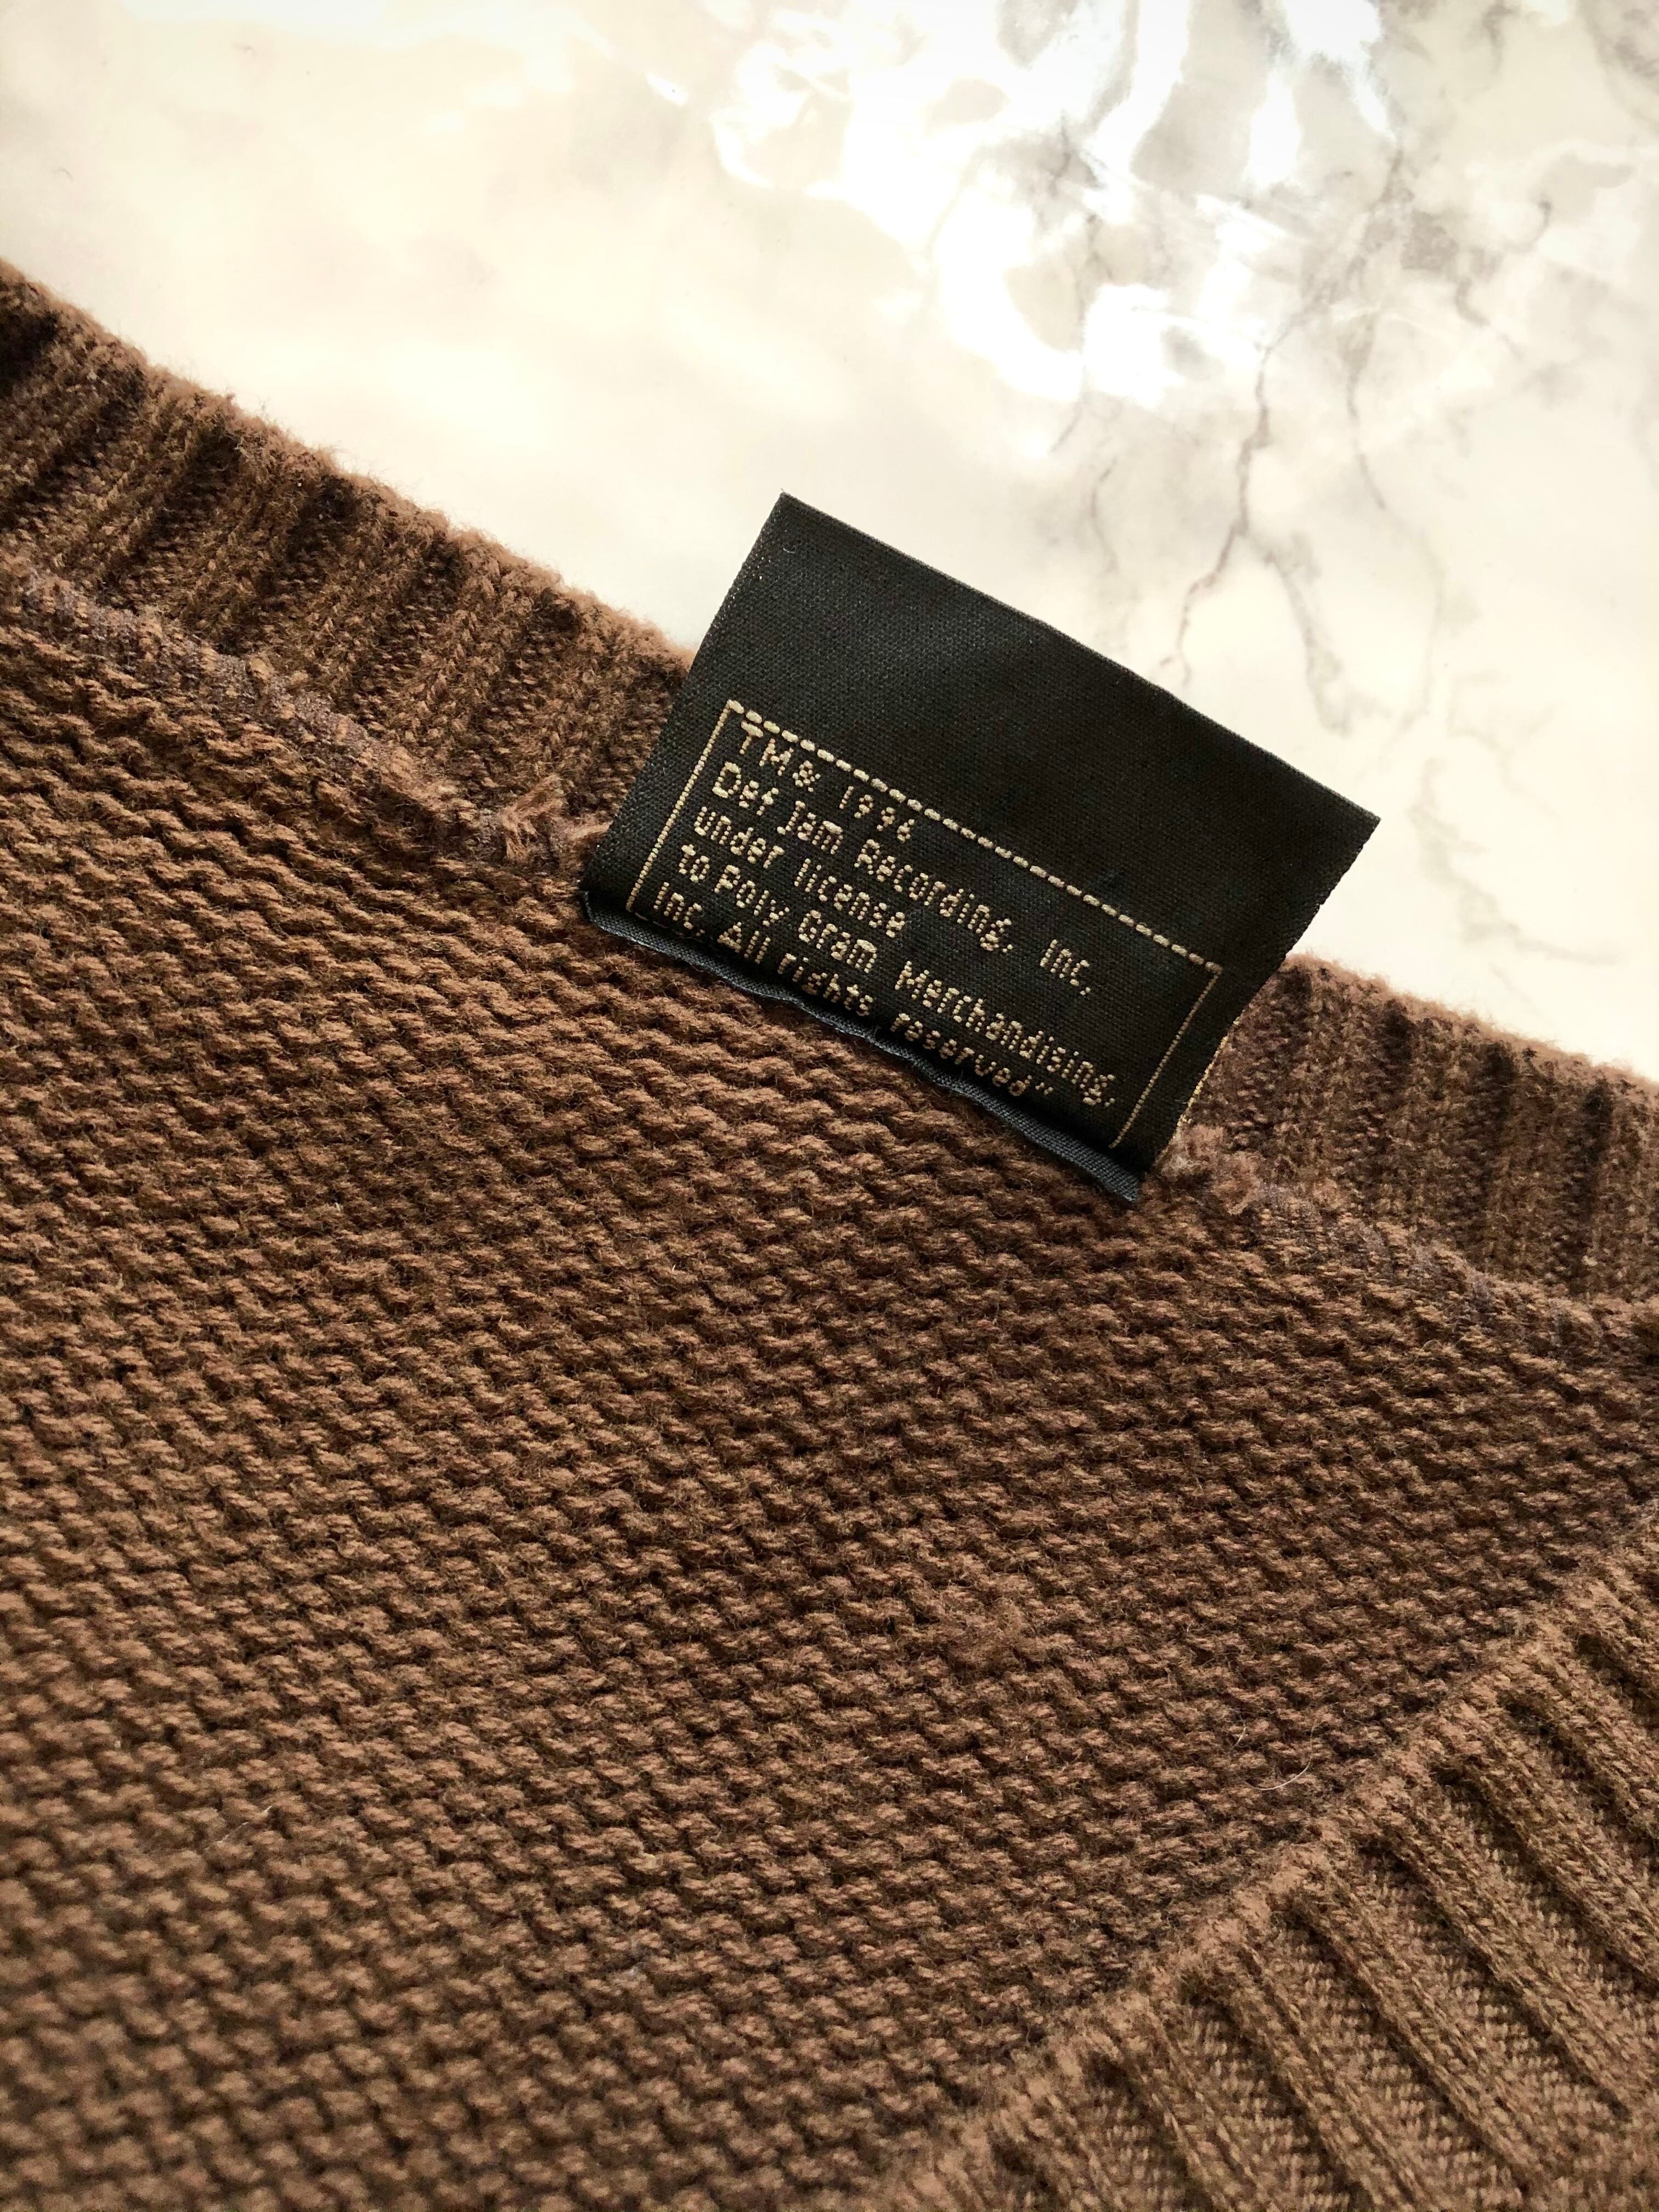 TM & 1996
Def Jam Recording, Inc.
under license
to Poly Gram Merchandising,
Inc. All rights reserved"